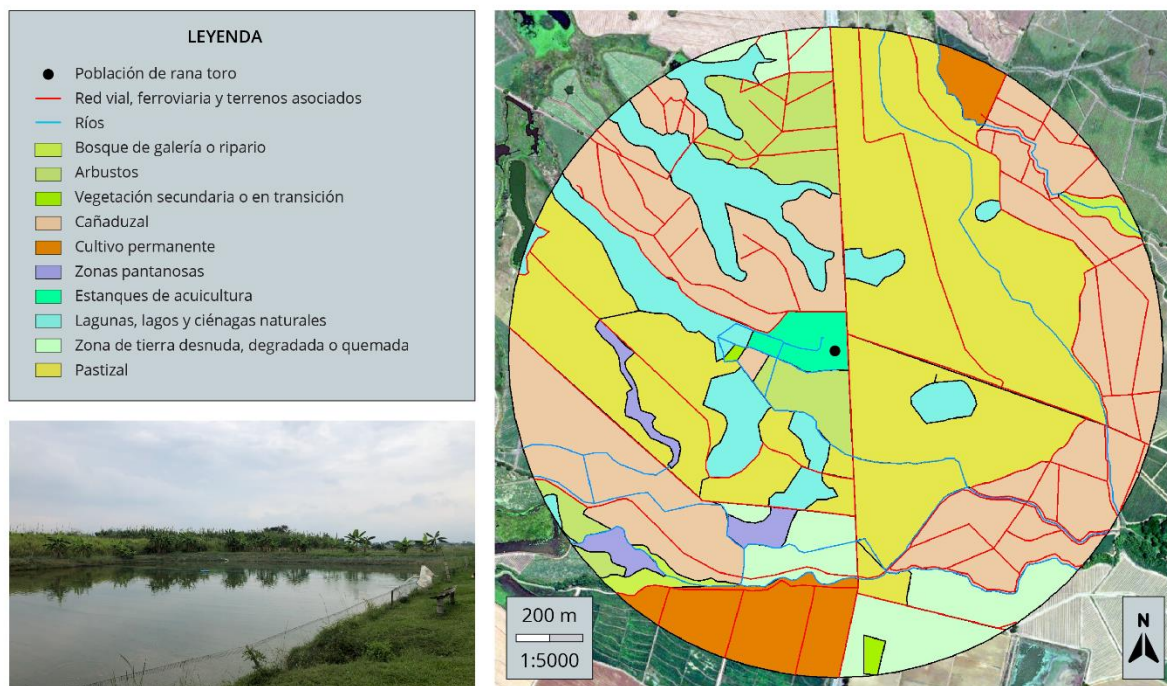 LEYENDA
Población de rana toro
Red vial, ferroviaria y terrenos asociados
Ríos
Bosque de galería o ripario
Arbustos
Vegetación secundaria o en transición
Cañaduzal
Cultivo permanente
Zonas pantanosas
Estanques de acuicultura
Lagunas, lagos y ciénagas naturales
Zona de tierra desnuda, degradada o quemada
Pastizal
200 m
1:5000
N